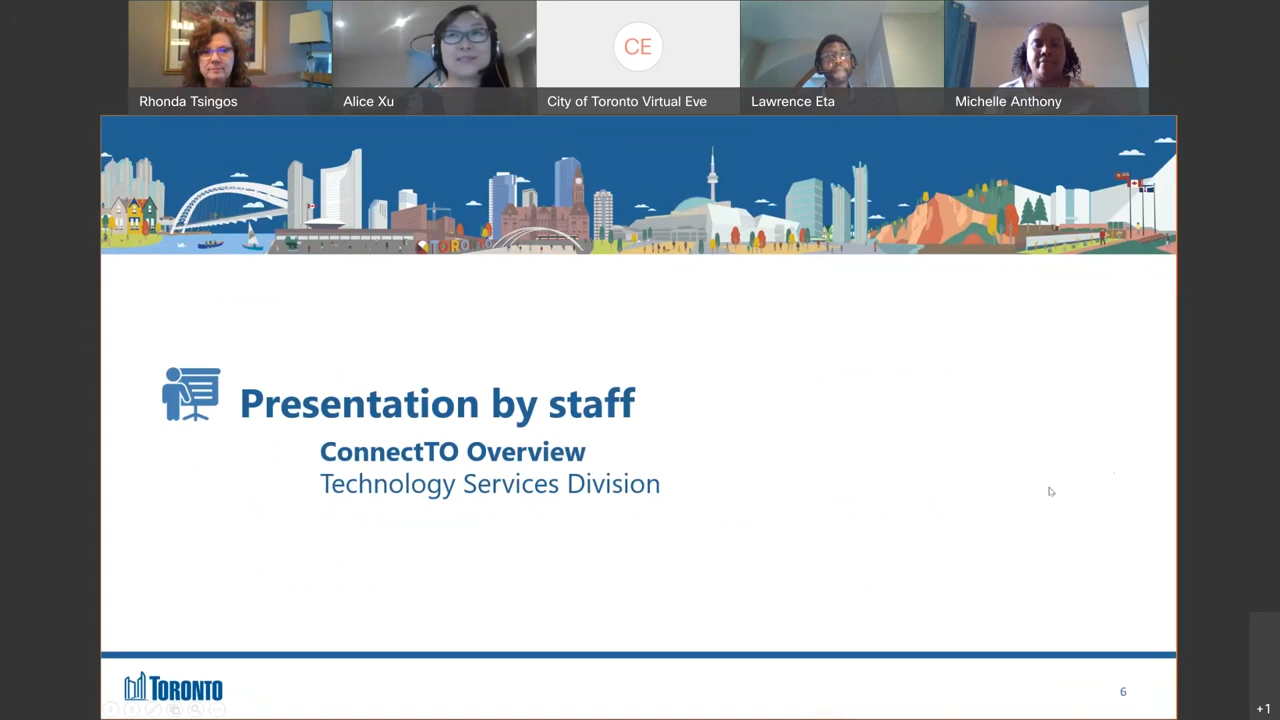 Rhonda Tsingos
Alice Xu
CE
City of Toronto Virtual Eve
Lawrence Eta
Michelle Anthony
TORONTO
Presentation by staff
ConnectTO Overview
Technology Services Division
TORONTO
6
+1